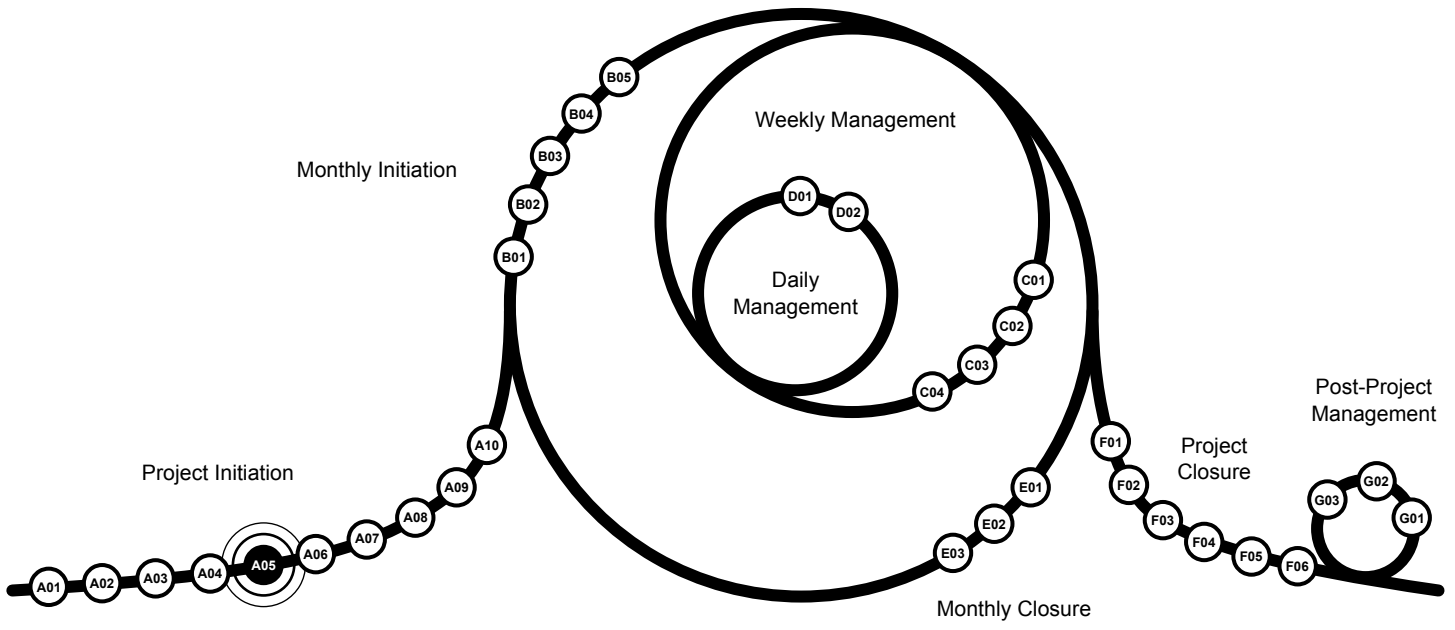 Project Initiation
A01
A02
A03
A04
A05
A06
A07
A08
A09
A10
Monthly Initiation
B01
B02
B03
B04
B05
Weekly Management
C01
C02
C03
C04
Daily
Management
D01
D02
Monthly Closure
E01
E02
E03
Project
Closure
F01
F02
F03
F04
F05
F06
Post-Project
Management
G01
G02
G03